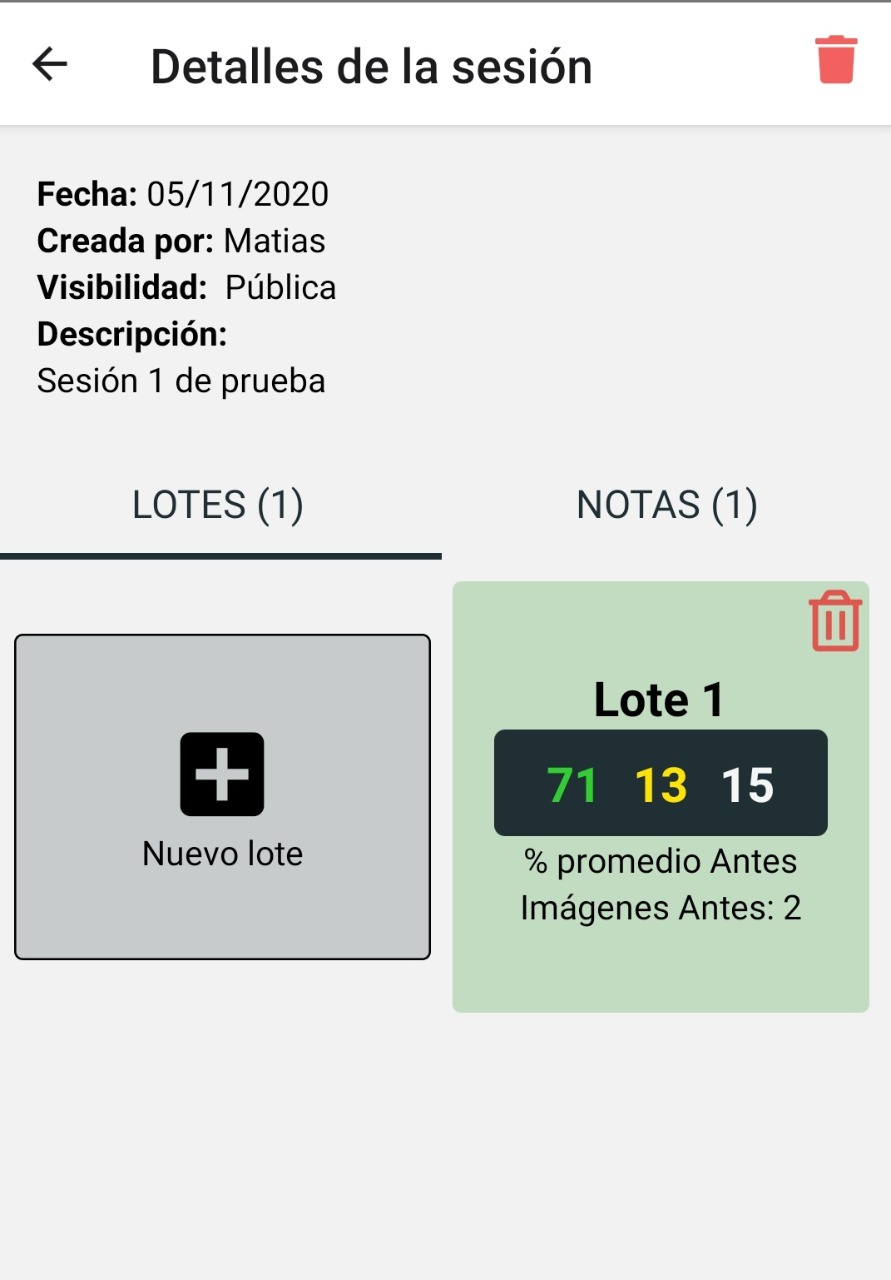 Detalles de la sesión
Fecha: 05/11/2020
Creada por: Matias
Visibilidad: Pública
Descripción:
Sesión 1 de prueba
LOTES (1)
NOTAS (1)
Nuevo lote
Lote 1
71 13 15
% promedio Antes
Imágenes Antes: 2